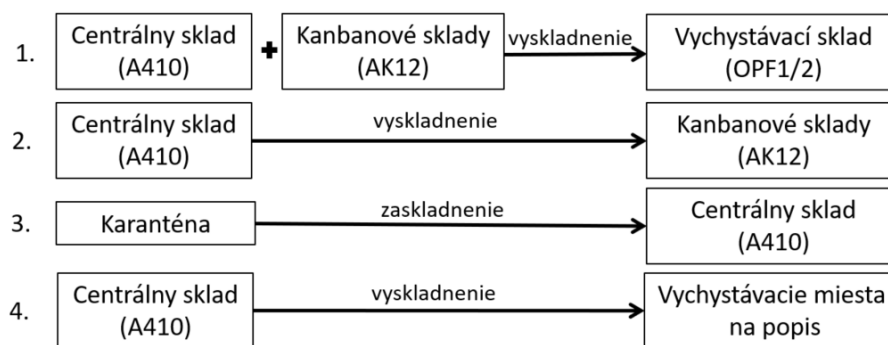 1.
Centrálny sklad
(A410)
+
Kanbanové sklady
(AK12)
vyskladnenie
Vychystávací sklad
(OPF1/2)
2.
Centrálny sklad
(A410)
vyskladnenie
Kanbanové sklady
(AK12)
3.
Karanténa
zaskladnenie
Centrálny sklad
(A410)
4.
Centrálny sklad
(A410)
vyskladnenie
Vychystávacie miesta
na popis